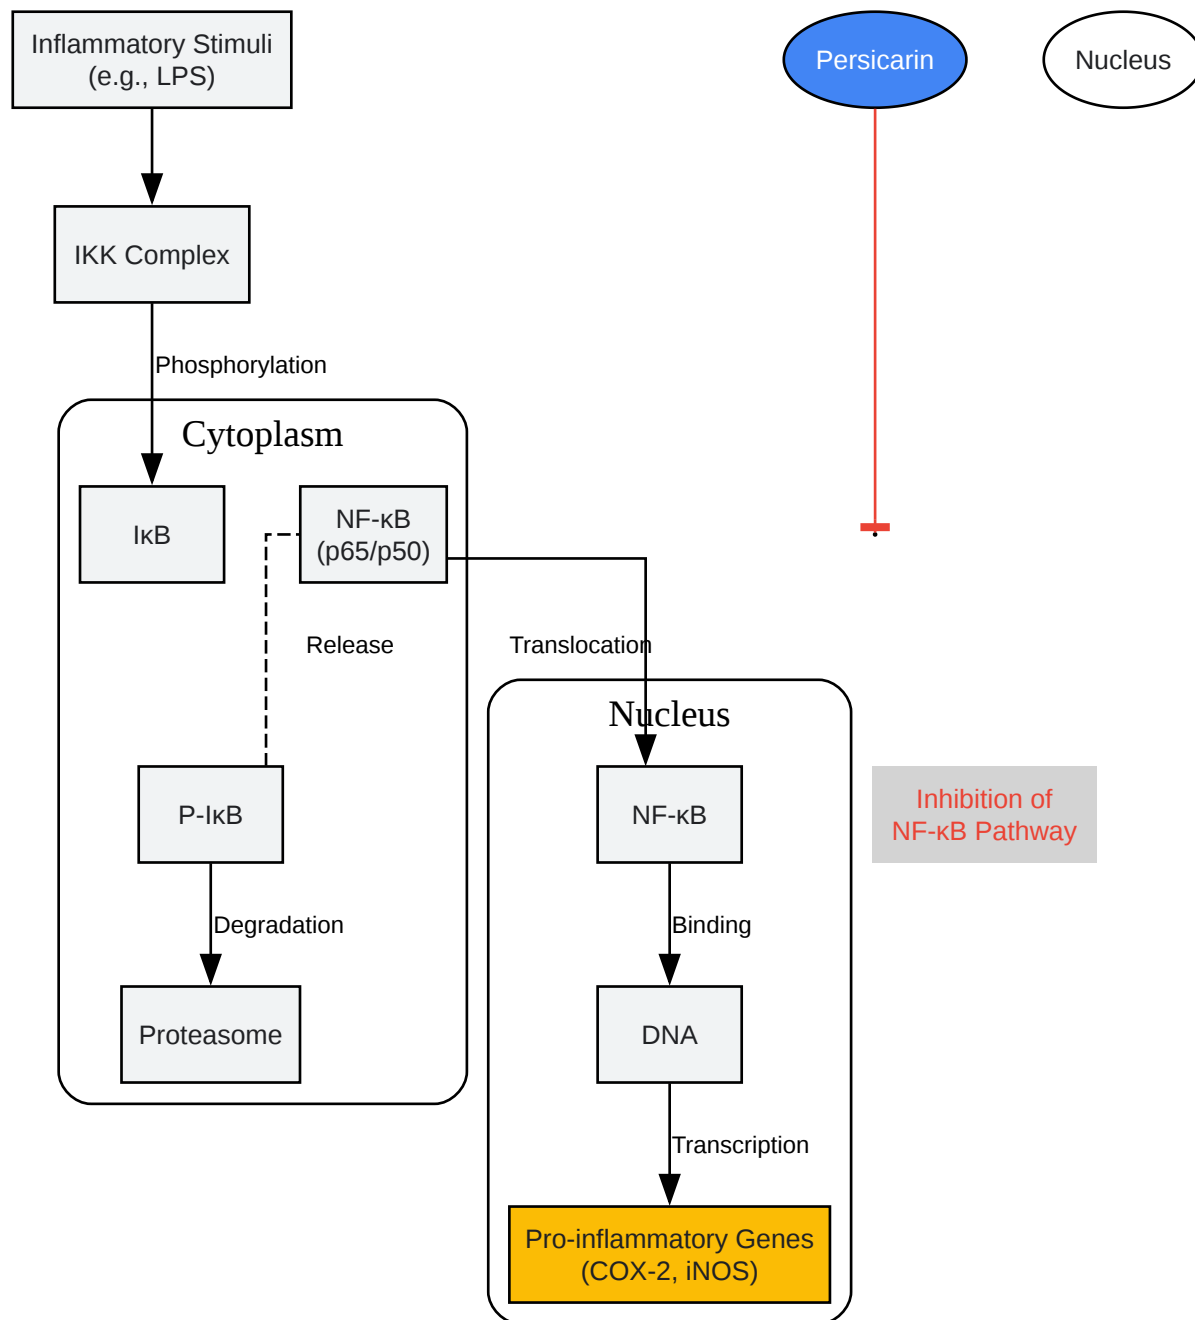 Inflammatory Stimuli
(e.g., LPS)
Persicarin
Nucleus
IKK Complex
Phosphorylation
Cytoplasm
IκB
NF-κB
(p65/p50)
Release
Translocation
Nucleus
P-IκB
NF-κB
Inhibition of
NF-κB Pathway
Degradation
Binding
Proteasome
DNA
Transcription
Pro-inflammatory Genes
(COX-2, iNOS)